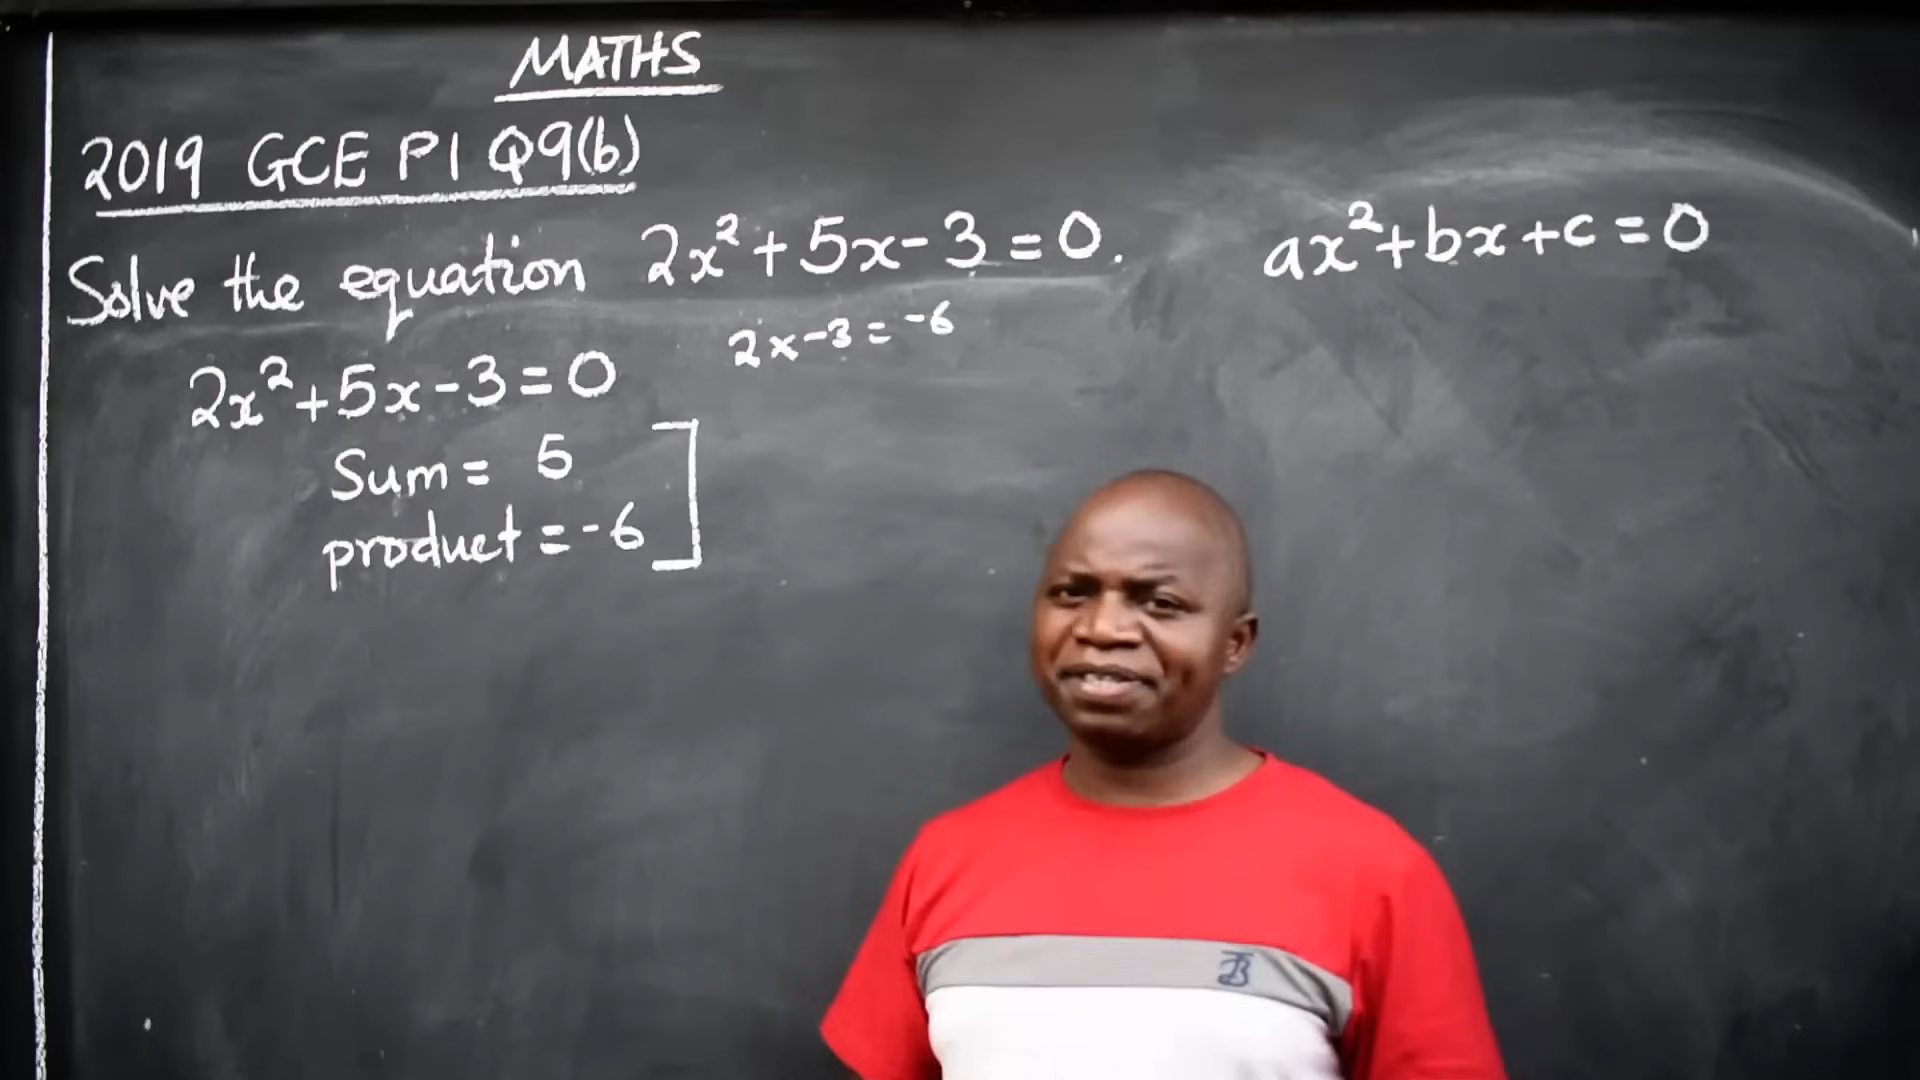 MATHS
2019 GCE P1 Q9(b)
Solve the equation 2x²+5x-3=0.
ax²+bx+c=0
2x-3=-6
2x²+5x-3=0
Sum= 5
product=-6